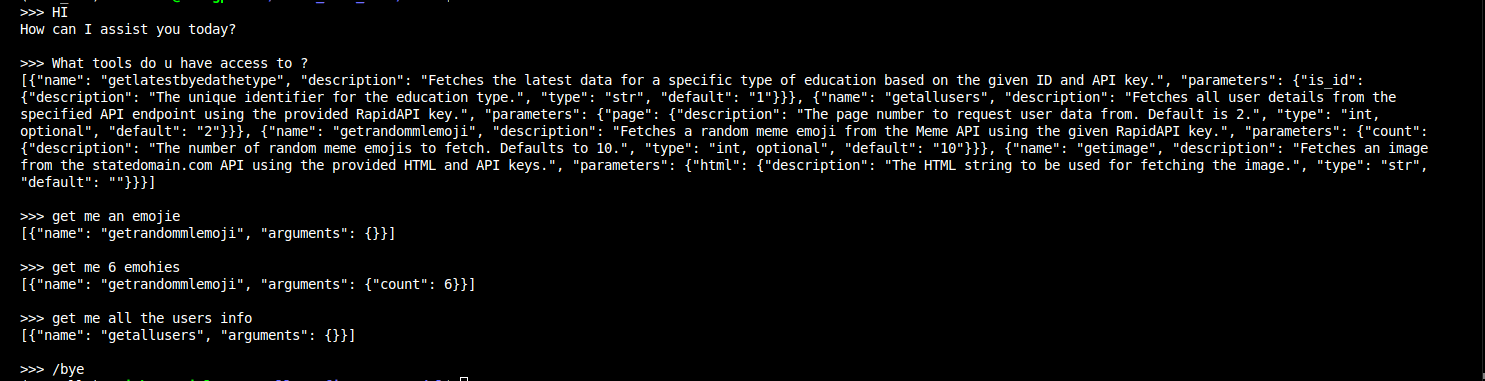 >>> HI
How can I assist you today?
>>> What tools do u have access to ?
[{"name": "getlatestbyedathetype", "description": "Fetches the latest data for a specific type of education based on the given ID and API key.", "parameters": {"is_id":
{"description": "The unique identifier for the education type.", "type": "str", "default": "1"}}}, {"name": "getallusers", "description": "Fetches all user details from the
specified API endpoint using the provided RapidAPI key.", "parameters": {"page": {"description": "The page number to request user data from. Default is 2.", "type": "int,
optional", "default": "2"}}}, {"name": "getrandommlemoji", "description": "Fetches a random meme emoji from the Meme API using the given RapidAPI key.", "parameters": {"count":
{"description": "The number of random meme emojis to fetch. Defaults to 10.", "type": "int, optional", "default": "10"}}}, {"name": "getimage", "description": "Fetches an image
from the statedomain.com API using the provided HTML and API keys.", "parameters": {"html": {"description": "The HTML string to be used for fetching the image.", "type": "str",
"default": ""}}}]
>>> get me an emojie
[{"name": "getrandommlemoji", "arguments": {}}]
>>> get me 6 emohies
[{"name": "getrandommlemoji", "arguments": {"count": 6}}]
>>> get me all the users info
[{"name": "getallusers", "arguments": {}}]
>>> /bye